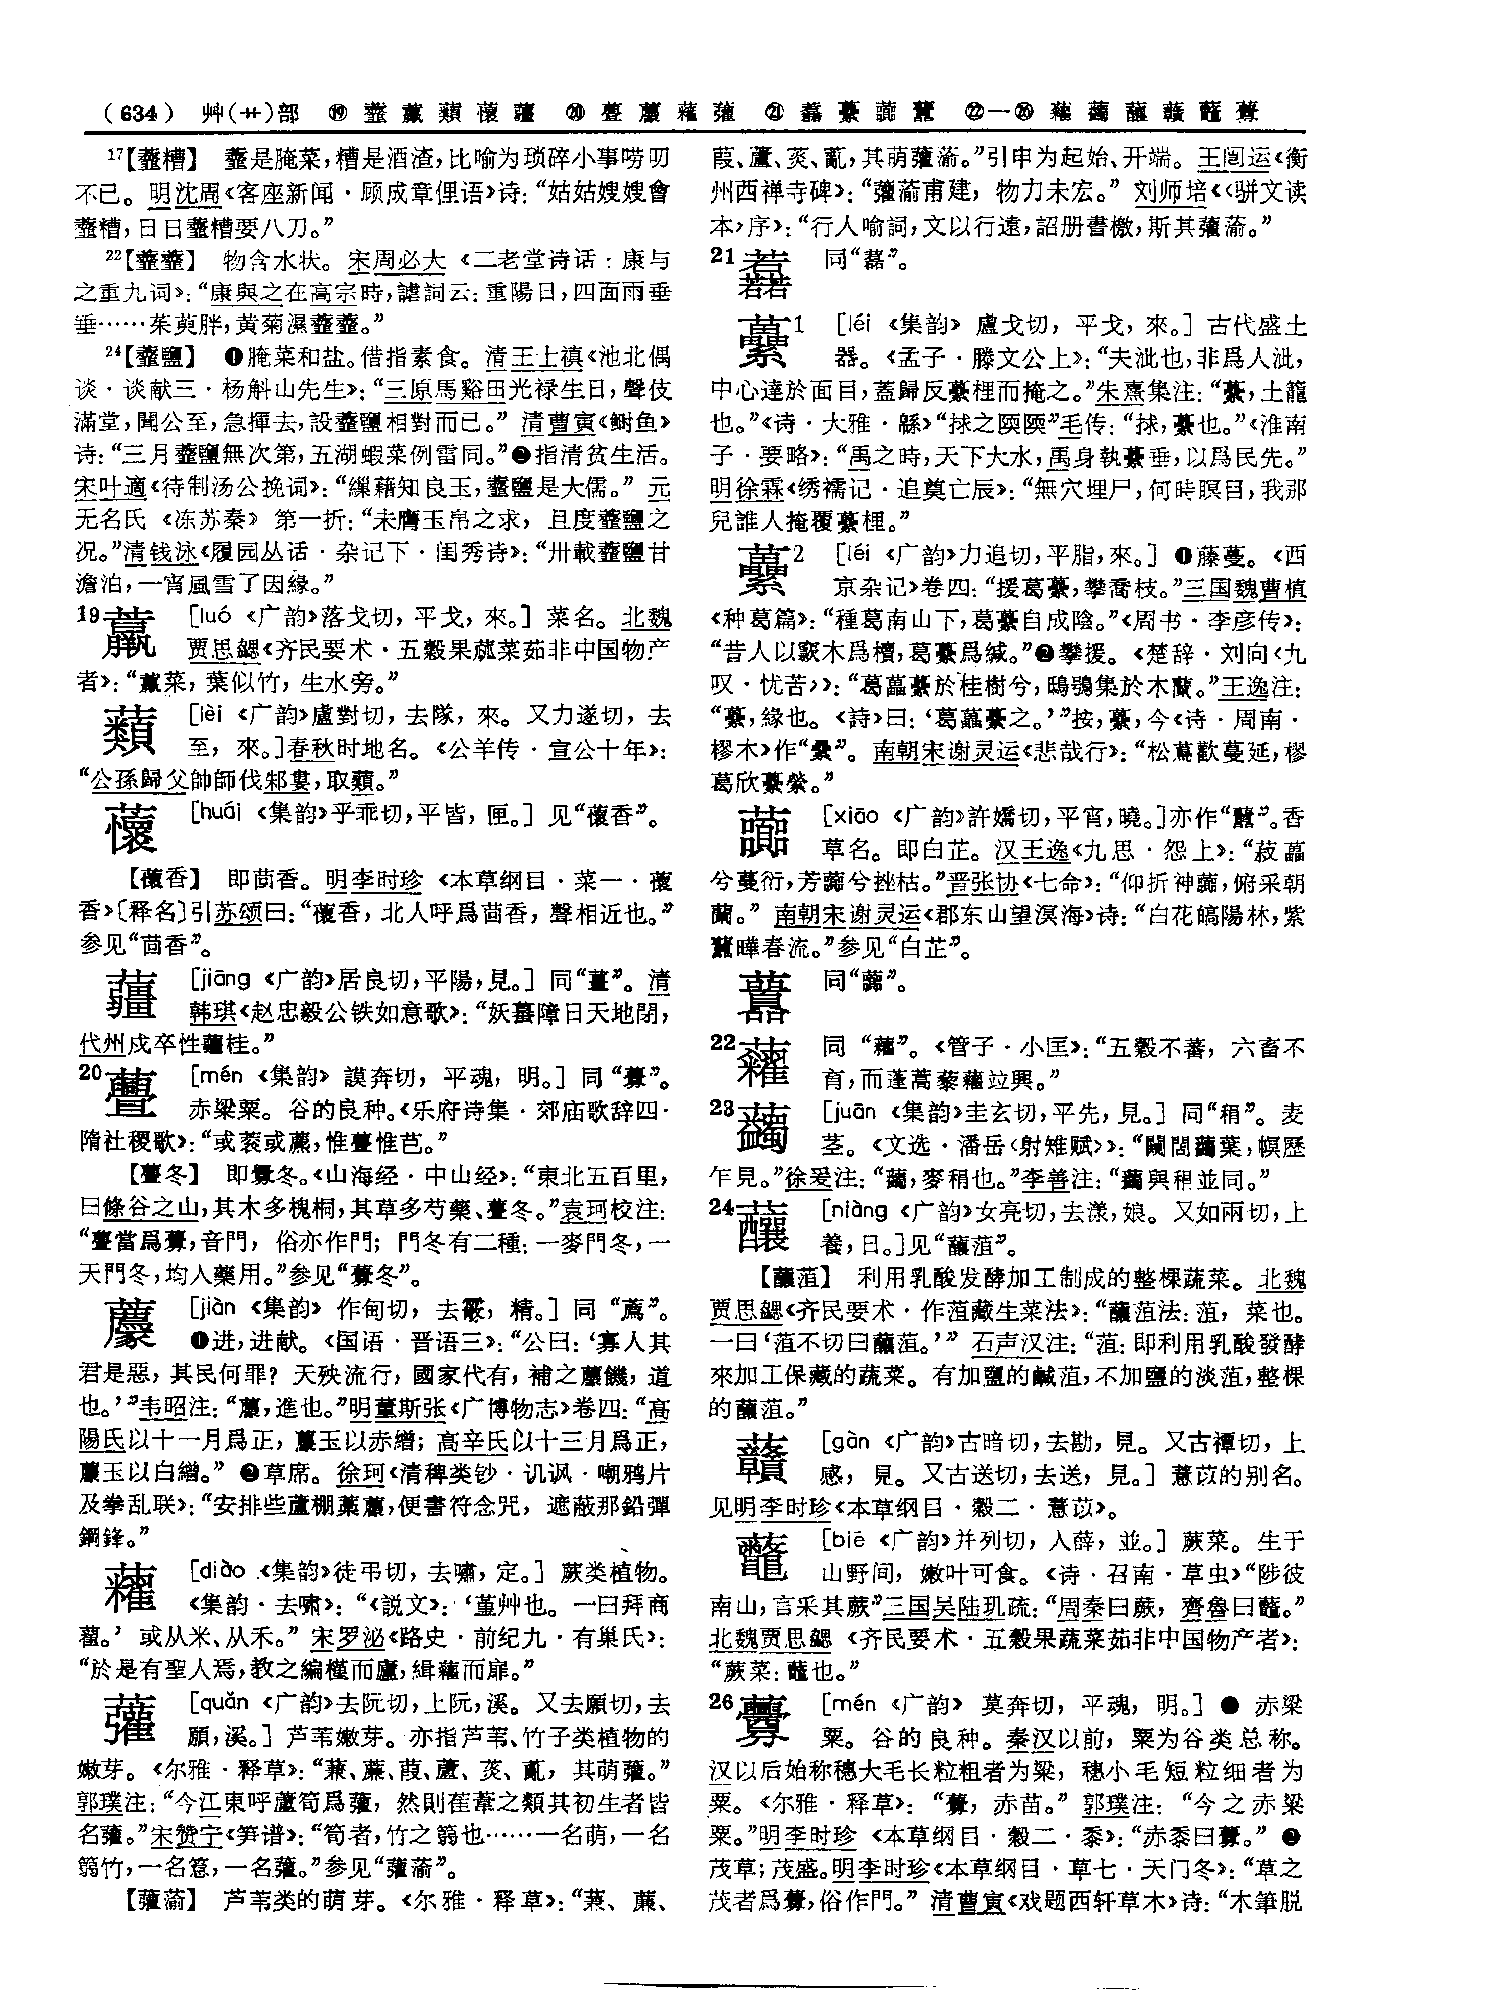 (634) 艸(艹)部 ⑲ 虀 蘿 蘱 蘹 𧆘 ⑳ 虋 㔌 虇 ㉑ 虆 虈 ㉒—㉖ 蠲 蘸 虌 虋
17【虀糟】 虀是腌菜,糟是酒渣,比喻为琐碎小事唠叨
不已。明沈周《客座新闻·顾成章俚语》诗:“姑姑嫂嫂會
虀糟,日日虀糟要八刀。”
22【虀虀】 物含水状。宋周必大《二老堂诗话:康与
之重九词》:“康與之在高宗時,謔詞云:重陽日,四面雨垂
垂……茱萸胖,黄菊濕虀虀。”
24【虀鹽】 ❶腌菜和盐。借指素食。清王士禛《池北偶
谈·谈献三·杨斛山先生》:“三原馬谿田光禄生日,聲伎
滿堂,聞公至,急揮去,設虀鹽相對而已。”清曹寅《鲥鱼》
诗:“三月虀鹽無次第,五湖蝦菜例雷同。”❷指清贫生活。
宋叶適《待制汤公挽词》:“繅藉知良玉,虀鹽是大儒。”元
无名氏《冻苏秦》第一折:“未膺玉帛之求,且度虀鹽之
况。”清钱泳《履园丛话·杂记下·闺秀诗》:“卅載虀鹽甘
澹泊,一宵風雪了因緣。”
19 [luó 《广韵》落戈切,平戈,來。] 菜名。北魏
贾思勰《齐民要术·五穀果蓏菜茹非中国物产
者》:“菜,葉似竹,生水旁。”
蘱 [lèi 《广韵》盧對切,去隊,來。又力遂切,去
至,來。]春秋时地名。《公羊传·宣公十年》:
“公孫歸父帥師伐邾婁,取蘱。”
蘹 [huái 《集韵》乎乖切,平皆,匣。] 见“蘹香”。
【蘹香】 即茴香。明李时珍《本草纲目·菜一·蘹
香》〔释名〕引苏颂曰:“蘹香,北人呼爲茴香,聲相近也。”
参见“茴香”。
[jiāng 《广韵》居良切,平陽,見。] 同“薑”。清
韩琪《赵忠毅公铁如意歌》:“妖蟇障日天地閉,
代州戍卒性桂。”
20 [mén 《集韵》謨奔切,平魂,明。] 同“虋”。
赤粱粟。谷的良种。《乐府诗集·郊庙歌辞四·
隋社稷歌》:“或蓘或藨,惟惟芑。”
【冬】 即虋冬。《山海经·中山经》:“東北五百里,
曰條谷之山,其木多槐桐,其草多芍藥、冬。”袁珂校注:
“當爲虋,音門,俗亦作門;門冬有二種:一麥門冬,一
天門冬,均入藥用。”参见“虋冬”。
[jiàn 《集韵》作甸切,去霰,精。] 同“薦”。
❶进,进献。《国语·晋语三》:“公曰:‘寡人其
君是惡,其民何罪?天殃流行,國家代有,補之饑,道
也。’”韦昭注:“,進也。”明董斯张《广博物志》卷四:“高
陽氏以十一月爲正,玉以赤繒;高辛氏以十三月爲正,
玉以白繒。”❷草席。徐珂《清稗类钞·讥讽·嘲鸦片
及拳乱联》:“安排些蘆棚藁,便書符念咒,遮蔽那鉛彈
鋼鋒。”
[diào 《集韵》徒弔切,去嘯,定。] 蕨类植物。
《集韵·去嘯》:“《説文》:‘堇艸也。一曰拜商
藋。’或从米、从禾。”宋罗泌《路史·前纪九·有巢氏》:
“於是有聖人焉,教之編槿而廬,緝而扉。”
虇 [quǎn 《广韵》去阮切,上阮,溪。又去願切,去
願,溪。] 芦苇嫩芽。亦指芦苇、竹子类植物的
嫩芽。《尔雅·释草》:“蒹、薕、葭、蘆、菼、薍,其萌虇。”
郭璞注:“今江東呼蘆筍爲虇,然則萑葦之類其初生者皆
名虇。”宋赞宁《笋谱》:“筍者,竹之篛也……一名萌,一名
篛竹,一名,一名虇。”参见“虇蕍”。
【虇蕍】 芦苇类的萌芽。《尔雅·释草》:“蒹、薕、
葭、蘆、菼、薍,其萌虇蕍。”引申为起始、开端。王闿运《衡
州西禅寺碑》:“虇蕍甫建,物力未宏。”刘师培《〈骈文读
本〉序》:“行人喻詞,文以行遠,詔册書檄,斯其虇蕍。”
21 同“”。
虆1 [léi 《集韵》盧戈切,平戈,來。] 古代盛土
器。《孟子·滕文公上》:“夫泚也,非爲人泚,
中心達於面目,蓋歸反虆梩而掩之。”朱熹集注:“虆,土籠
也。”《诗·大雅·緜》“捄之陾陾”毛传:“捄,虆也。”《淮南
子·要略》:“禹之時,天下大水,禹身執虆垂,以爲民先。”
明徐霖《绣襦记·追奠亡辰》:“無穴埋尸,何時瞑目,我那
兒誰人掩覆虆梩。”
虆2 [léi 《广韵》力追切,平脂,來。] ❶藤蔓。《西
京杂记》卷四:“援葛虆,攀喬枝。”三国魏曹植
《种葛篇》:“種葛南山下,葛虆自成陰。”《周书·李彦传》:
“昔人以窾木爲櫝,葛虆爲緘。”❷攀援。《楚辞·刘向〈九
叹·忧苦〉》:“葛藟虆於桂樹兮,鴟鴞集於木蘭。”王逸注:
“虆,緣也。《詩》曰:‘葛藟虆之。’”按,虆,今《诗·周南·
樛木》作“纍”。南朝宋谢灵运《悲哉行》:“松蔦歡蔓延,樛
葛欣虆縈。”
[xiāo 《广韵》許嬌切,平宵,曉。]亦作“虈”。香
草名。即白芷。汉王逸《九思·怨上》:“菽藟
兮蔓衍,芳兮挫枯。”晋张协《七命》:“仰折神,俯采朝
蘭。”南朝宋谢灵运《郡东山望溟海》诗:“白花皜陽林,紫
虈曄春流。”参见“白芷”。
虈 同“”。
22 同“”。《管子·小匡》:“五穀不蕃,六畜不
育,而蓬蒿藜竝興。”
23 [juān 《集韵》圭玄切,平先,見。] 同“稍”。麦
茎。《文选·潘岳〈射雉赋〉》:“闚䦘葉,幎歷
乍見。”徐爰注:“,麥稍也。”李善注:“與稍並同。”
24 [niàng 《广韵》女亮切,去漾,娘。又如兩切,上
養,日。]见“菹”。
【菹】 利用乳酸发酵加工制成的整棵蔬菜。北魏
贾思勰《齐民要术·作菹藏生菜法》:“菹法:菹,菜也。
一曰‘菹不切曰菹。’”石声汉注:“菹:即利用乳酸發酵
來加工保藏的蔬菜。有加鹽的鹹菹,不加鹽的淡菹,整棵
的菹。”
[gàn 《广韵》古暗切,去勘,見。又古禫切,上
感,見。又古送切,去送,見。] 薏苡的别名。
见明李时珍《本草纲目·穀二·薏苡》。
虌 [biē 《广韵》并列切,入薛,並。] 蕨菜。生于
山野间,嫩叶可食。《诗·召南·草虫》“陟彼
南山,言采其蕨”三国吴陆玑疏:“周秦曰蕨,齊魯曰虌。”
北魏贾思勰《齐民要术·五穀果蔬菜茹非中国物产者》:
“蕨菜:虌也。”
26 虋 [mén 《广韵》莫奔切,平魂,明。] ● 赤粱
粟。谷的良种。秦汉以前,粟为谷类总称。
汉以后始称穗大毛长粒粗者为粱,穗小毛短粒细者为
粟。《尔雅·释草》:“虋,赤苗。”郭璞注:“今之赤粱
粟。”明李时珍《本草纲目·穀二·黍》:“赤黍曰虋。”❷
茂草;茂盛。明李时珍《本草纲目·草七·天门冬》:“草之
茂者爲虋,俗作門。”清曹寅《戏题西轩草木》诗:“木筆脱